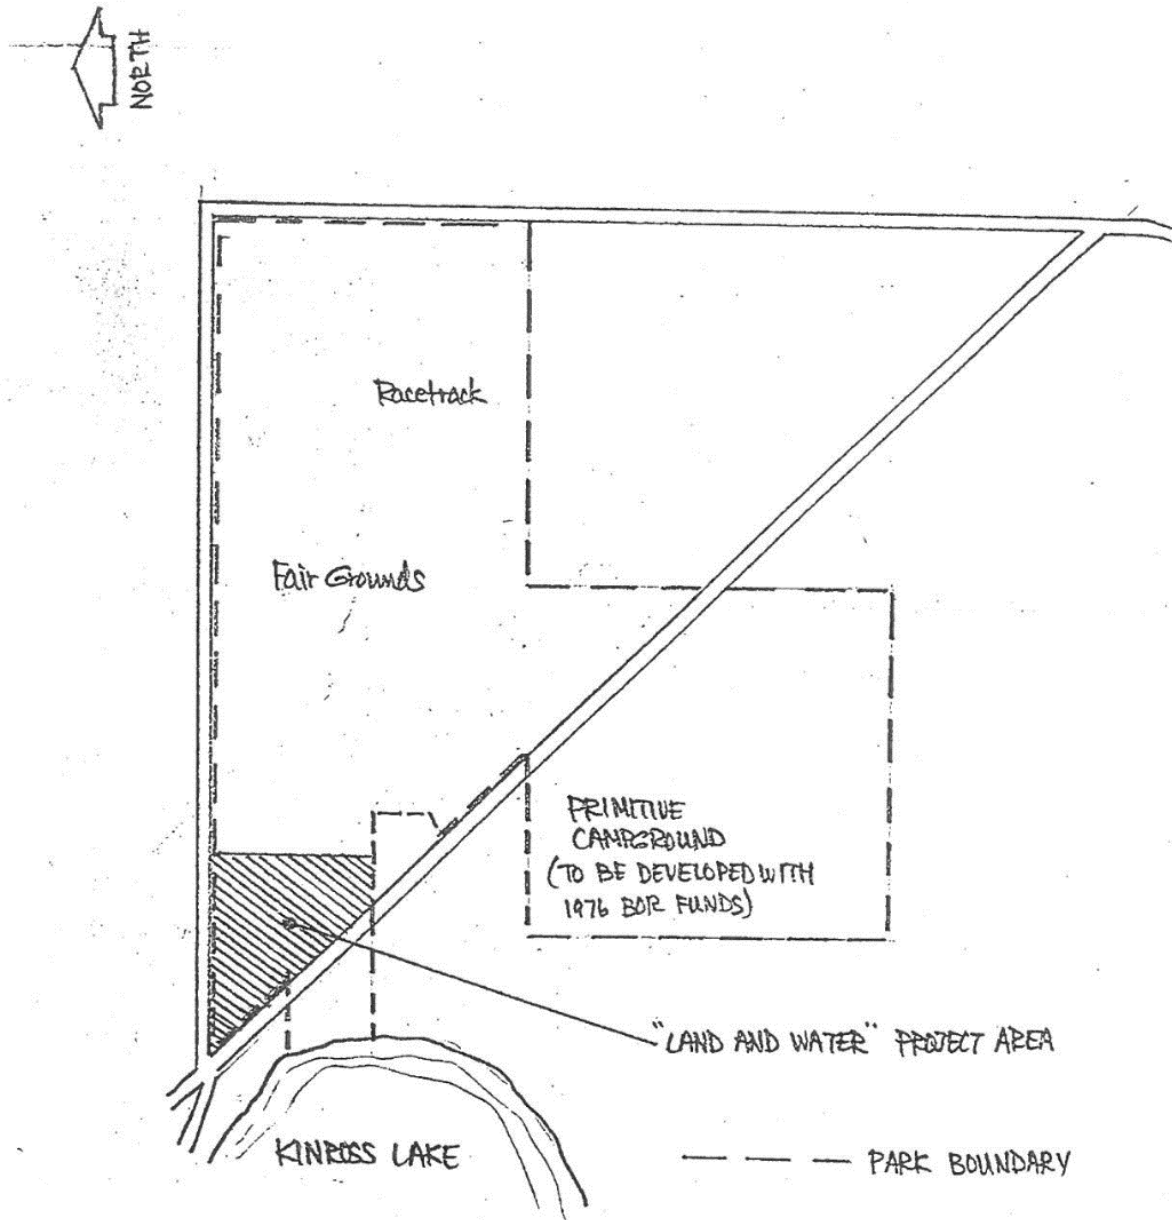 NORTH
Racetrack
Fair Grounds
PRIMITIVE
CAMPGROUND
(TO BE DEVELOPED WITH
1976 BOR FUNDS)
"LAND AND WATER" PROJECT AREA
KINROSS LAKE
PARK BOUNDARY